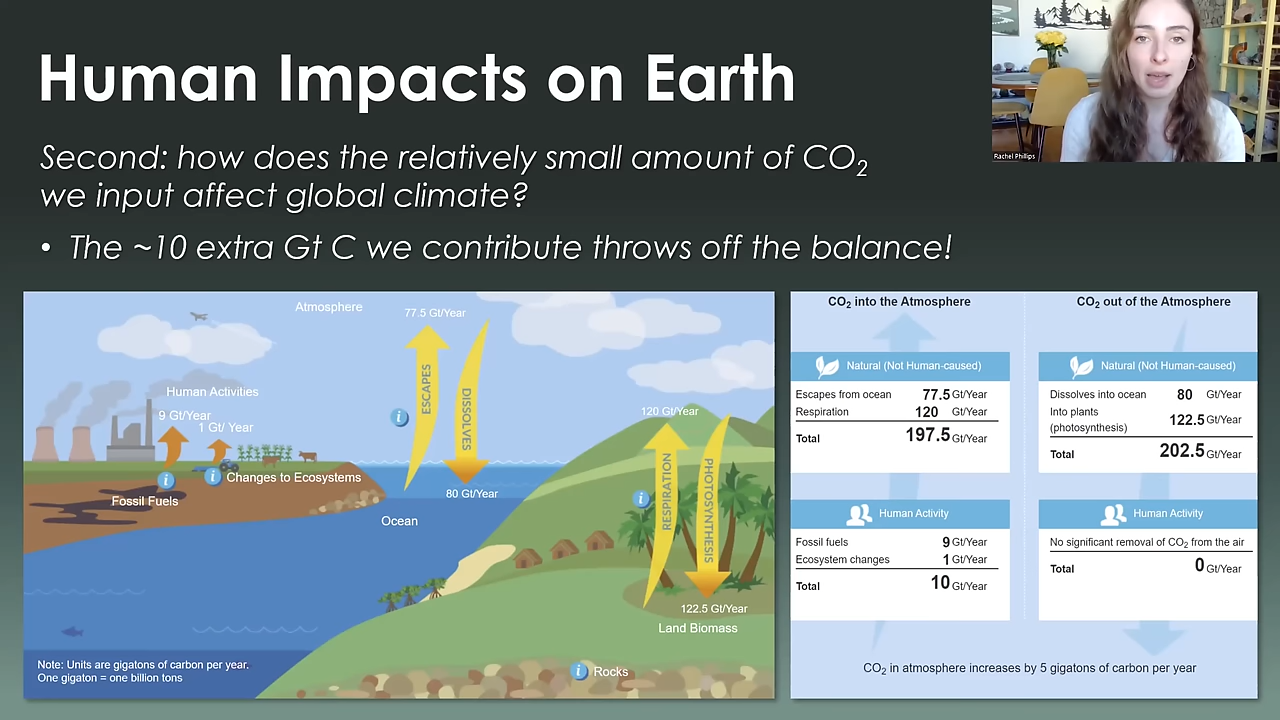 Human Impacts on Earth
Rachel Phillips
Second: how does the relatively small amount of CO₂
we input affect global climate?
• The ~10 extra Gt C we contribute throws off the balance!
Atmosphere
77.5 Gt/Year
ESCAPES
DISSOLVES
80 Gt/Year
Human Activities
9 Gt/Year
1 Gt/ Year
Fossil Fuels
Changes to Ecosystems
Ocean
120 Gt/Year
RESPIRATION
PHOTOSYNTHESIS
122.5 Gt/Year
Land Biomass
Rocks
Note: Units are gigatons of carbon per year.
One gigaton = one billion tons
CO₂ into the Atmosphere
Natural (Not Human-caused)
Escapes from ocean 77.5 Gt/Year
Respiration 120 Gt/Year
Total 197.5 Gt/Year
Human Activity
Fossil fuels 9 Gt/Year
Ecosystem changes 1 Gt/Year
Total 10 Gt/Year
CO₂ out of the Atmosphere
Natural (Not Human-caused)
Dissolves into ocean 80 Gt/Year
Into plants
(photosynthesis) 122.5 Gt/Year
Total 202.5 Gt/Year
Human Activity
No significant removal of CO₂ from the air
Total 0 Gt/Year
CO₂ in atmosphere increases by 5 gigatons of carbon per year